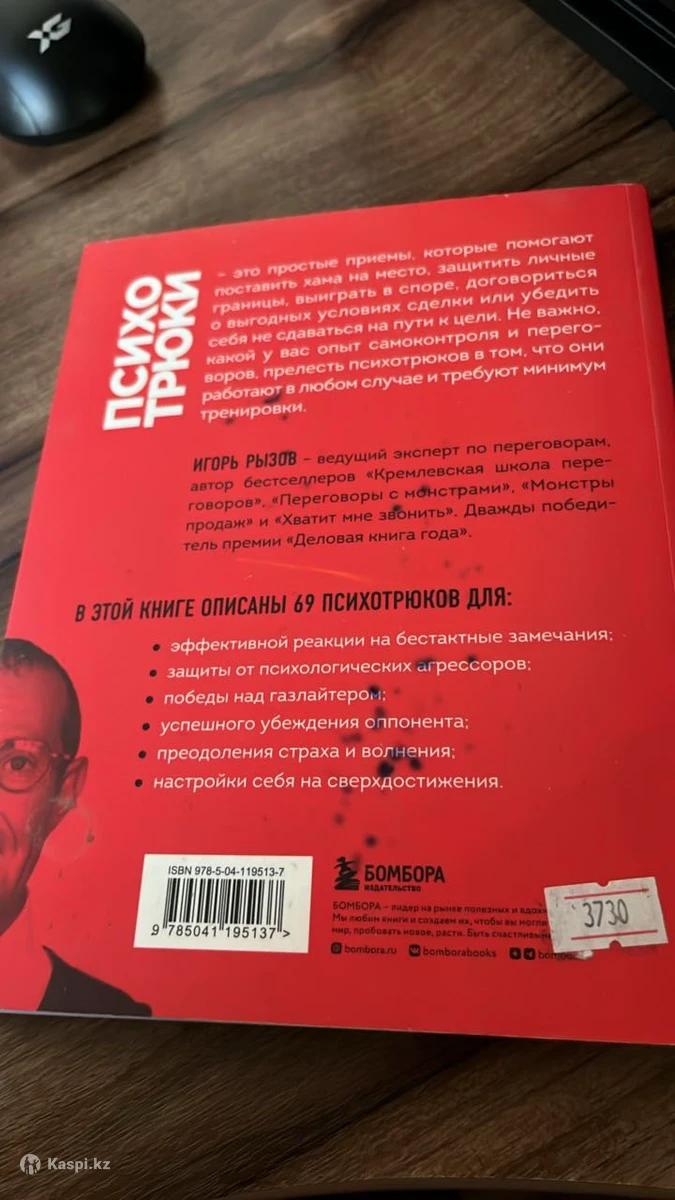 XG
ПСИХО
ТРЮКИ
– это простые приемы, которые помогают
поставить хама на место, защитить личные
границы, выиграть в споре, договориться
о выгодных условиях сделки или убедить
себя не сдаваться на пути к цели. Не важно,
какой у вас опыт самоконтроля и перего-
воров, прелесть психотрюков в том, что они
работают в любом случае и требуют минимум
тренировки.
ИГОРЬ РЫЗОВ – ведущий эксперт по переговорам,
автор бестселлеров «Кремлевская школа пере-
говоров», «Переговоры с монстрами», «Монстры
продаж» и «Хватит мне звонить». Дважды победи-
тель премии «Деловая книга года».
В ЭТОЙ КНИГЕ ОПИСАНЫ 69 ПСИХОТРЮКОВ ДЛЯ:
• эффективной реакции на бестактные замечания;
• защиты от психологических агрессоров;
• победы над газлайтером;
• успешного убеждения оппонента;
• преодоления страха и волнения;
• настройки себя на сверхдостижения.
ISBN 978-5-04-119513-7
9 785041 195137 >
БОМБОРА
ИЗДАТЕЛЬСТВО
БОМБОРА – лидер на рынке полезных и
Мы любим книги и создаем их, чтобы вы могли
мир, пробовать новое, расти. Быть
bombora.ru bomborabooks
3730
Kaspi.kz